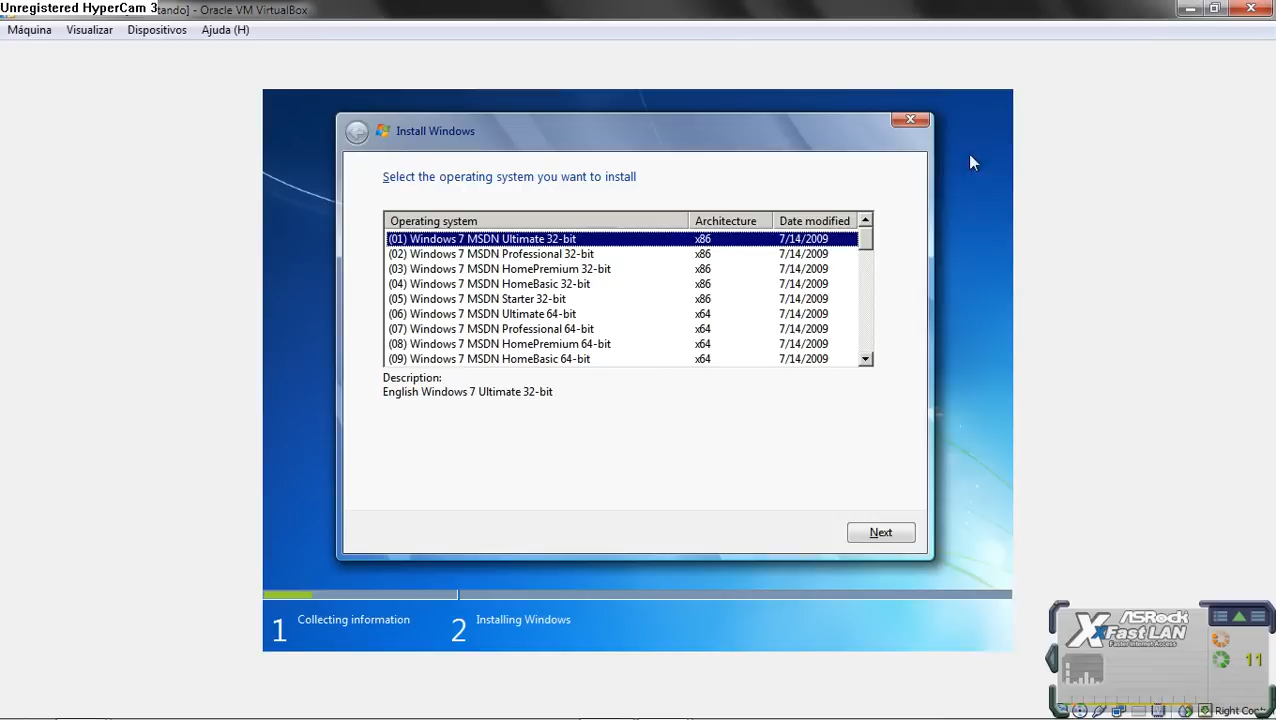 Unregistered HyperCam 3
tando] - Oracle VM VirtualBox
Máquina Visualizar Dispositivos Ajuda (H)
Install Windows
Select the operating system you want to install
Operating system Architecture Date modified
(01) Windows 7 MSDN Ultimate 32-bit x86 7/14/2009
(02) Windows 7 MSDN Professional 32-bit x86 7/14/2009
(03) Windows 7 MSDN HomePremium 32-bit x86 7/14/2009
(04) Windows 7 MSDN HomeBasic 32-bit x86 7/14/2009
(05) Windows 7 MSDN Starter 32-bit x86 7/14/2009
(06) Windows 7 MSDN Ultimate 64-bit x64 7/14/2009
(07) Windows 7 MSDN Professional 64-bit x64 7/14/2009
(08) Windows 7 MSDN HomePremium 64-bit x64 7/14/2009
(09) Windows 7 MSDN HomeBasic 64-bit x64 7/14/2009
Description:
English Windows 7 Ultimate 32-bit
Next
1 Collecting information 2 Installing Windows
ASRock
XFast LAN
Faster Internet Access
11
Right Cont